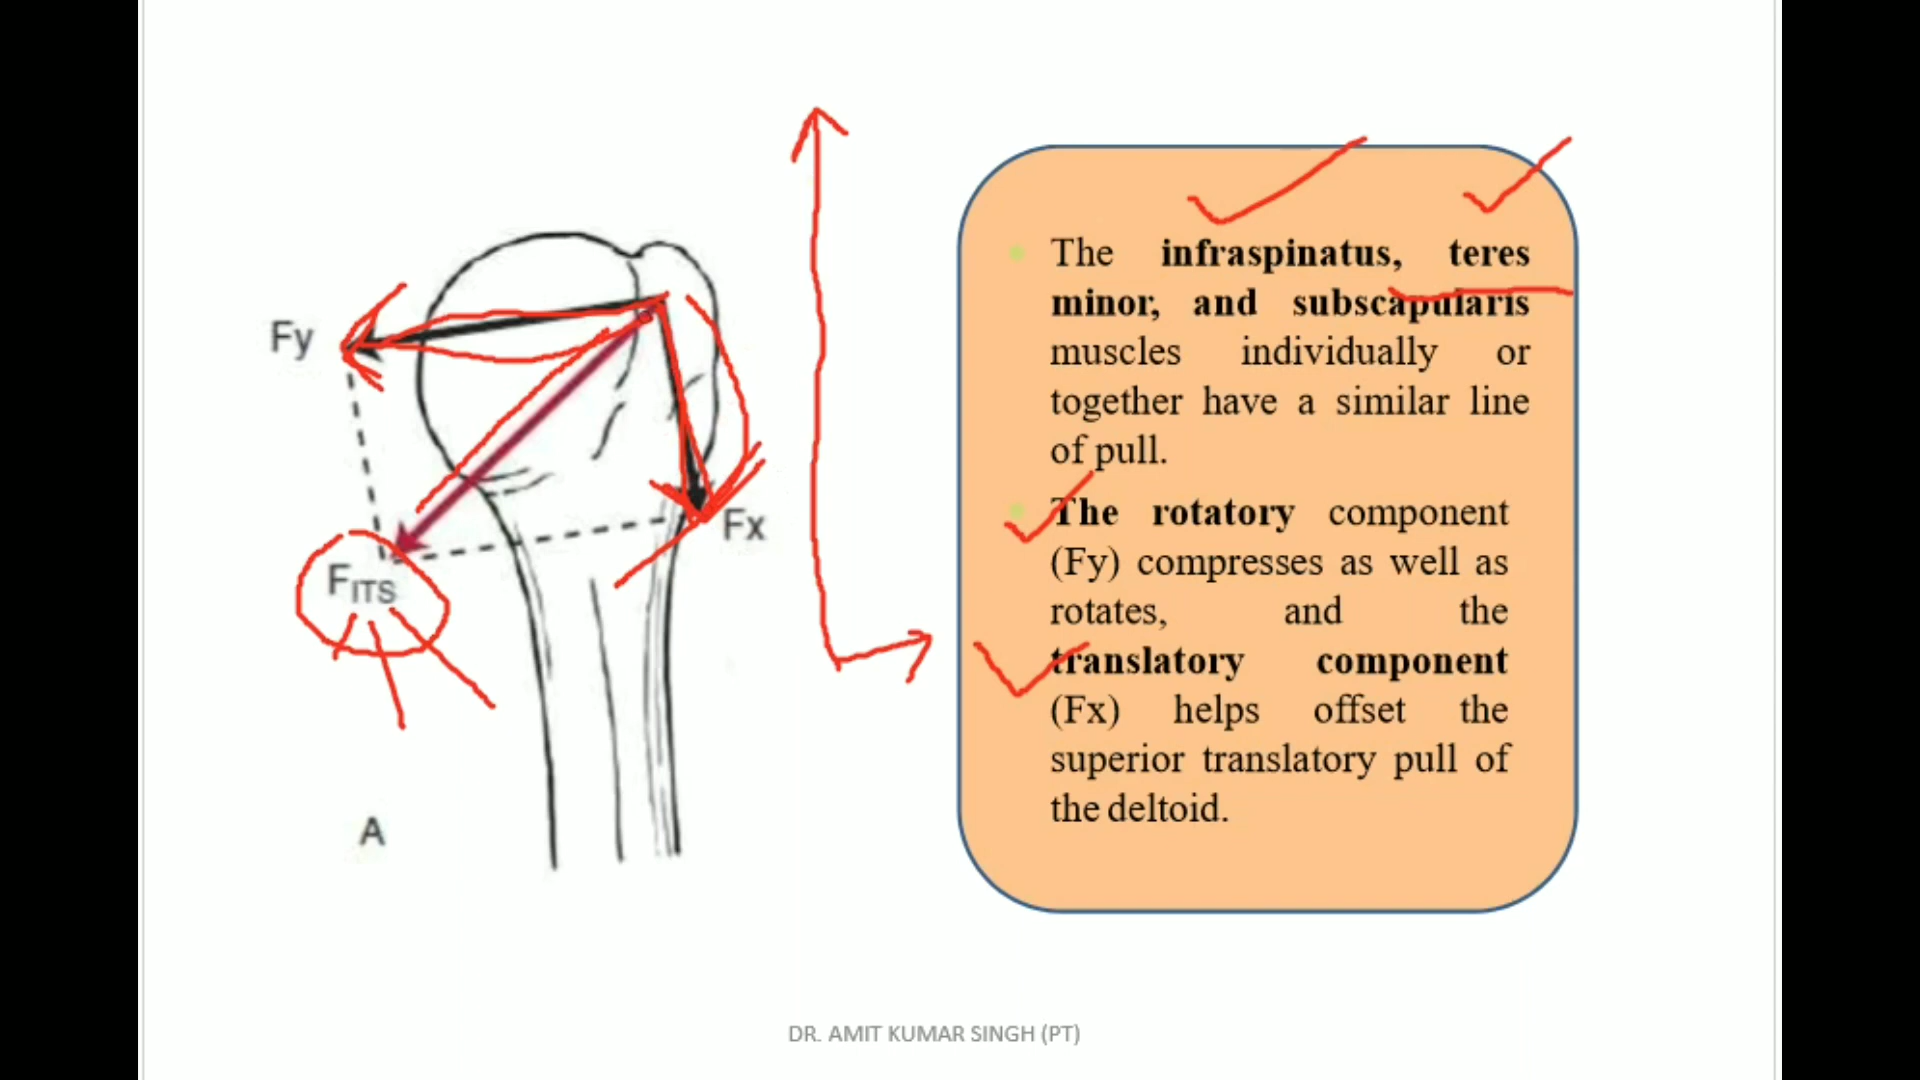 Fy
Fx
FITS
A
The infraspinatus, teres
minor, and subscapularis
muscles individually or
together have a similar line
of pull.
The rotatory component
(Fy) compresses as well as
rotates, and the
translatory component
(Fx) helps offset the
superior translatory pull of
the deltoid.
DR. AMIT KUMAR SINGH (PT)